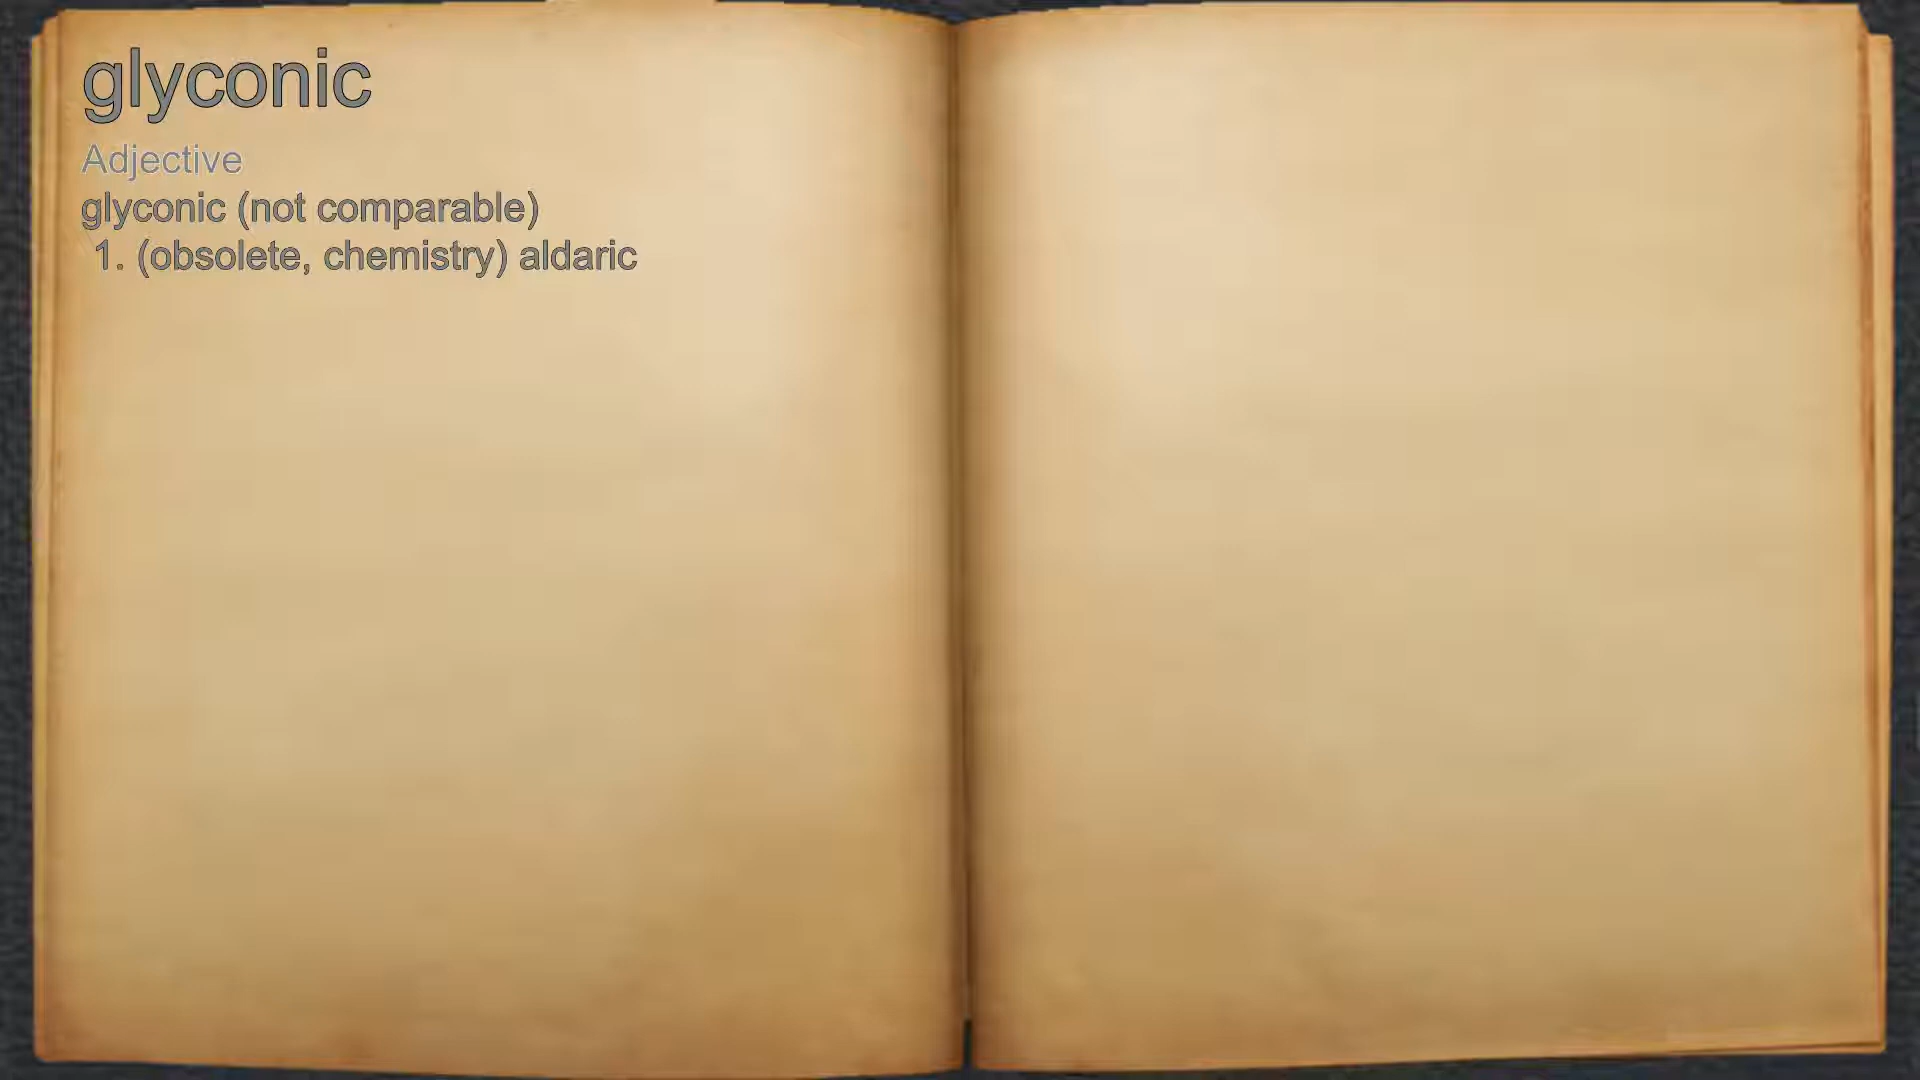 glyconic
Adjective
glyconic (not comparable)
1. (obsolete, chemistry) aldaric